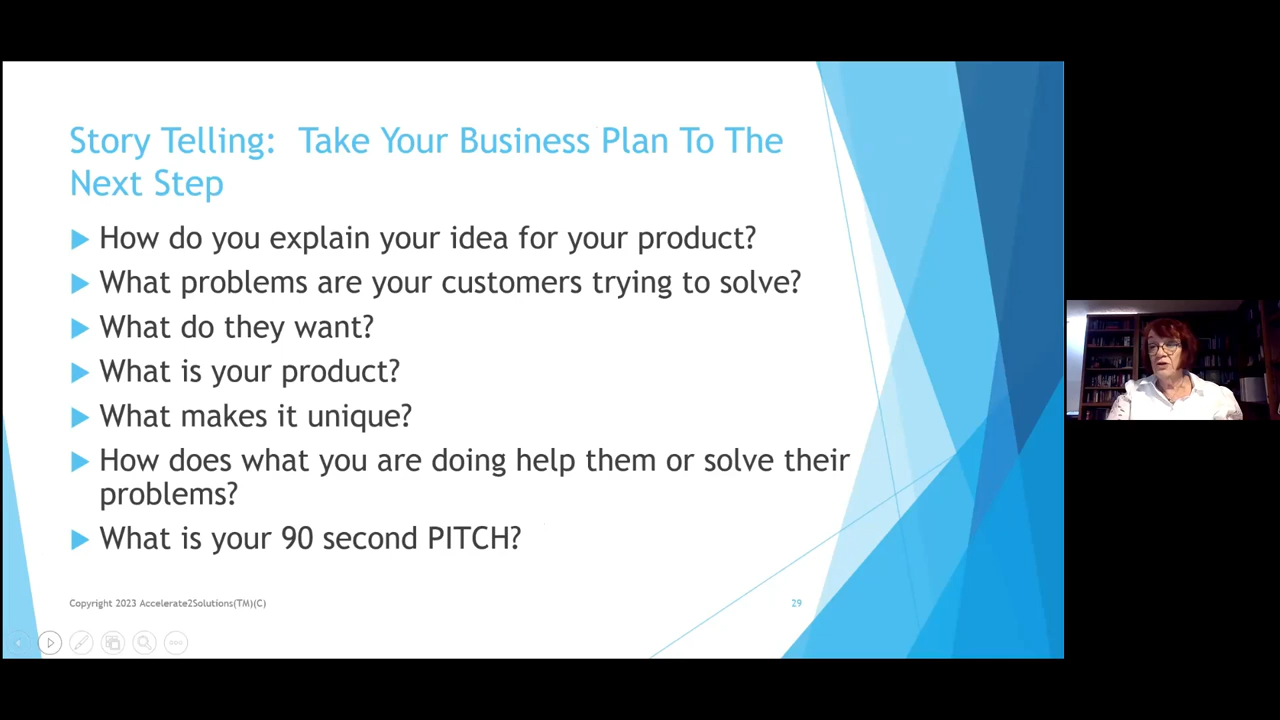 Story Telling:  Take Your Business Plan To The
Next Step
How do you explain your idea for your product?
What problems are your customers trying to solve?
What do they want?
What is your product?
What makes it unique?
How does what you are doing help them or solve their
problems?
What is your 90 second PITCH?
Copyright 2023 Accelerate2Solutions(TM)(C)
29